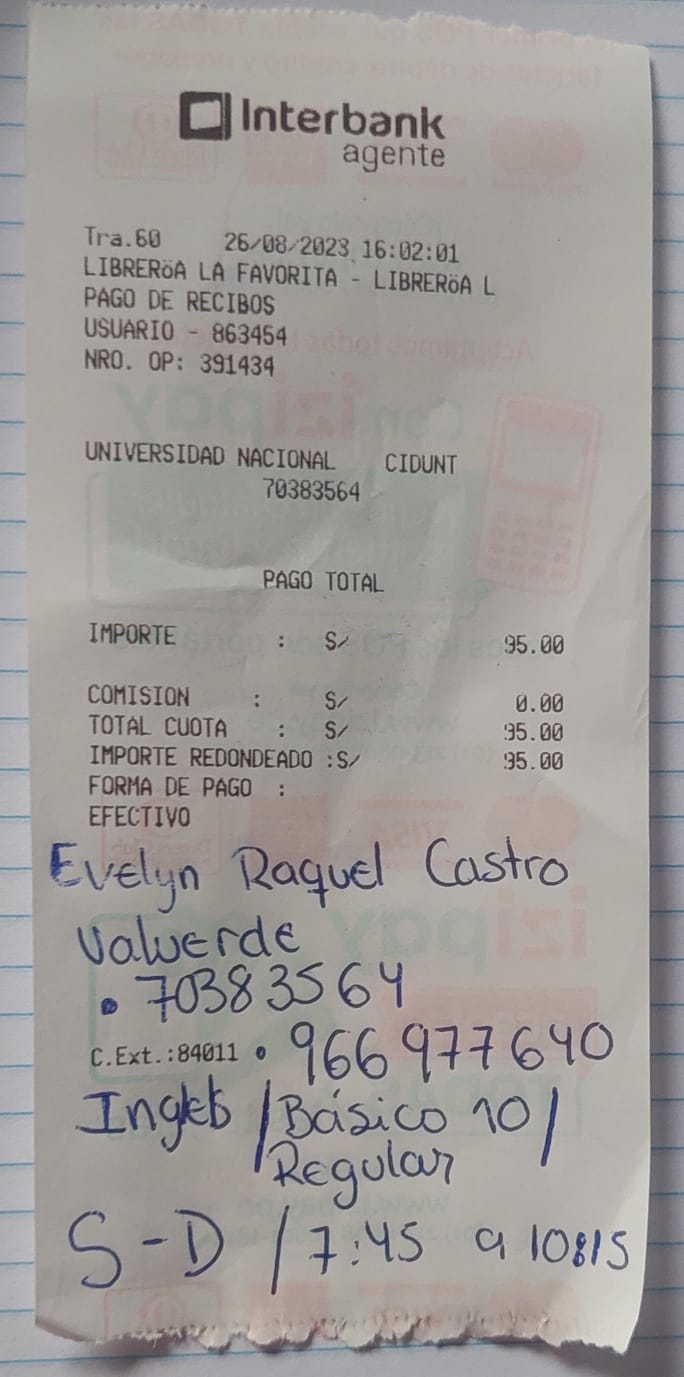 Interbank
agente
Tra.60 26/08/2023 16:02:01
LIBRERöA LA FAVORITA - LIBRERöA L
PAGO DE RECIBOS
USUARIO - 863454
NRO. OP: 391434
UNIVERSIDAD NACIONAL CIDUNT
70383564
PAGO TOTAL
IMPORTE : S/ 95.00
COMISION : S/ 0.00
TOTAL CUOTA : S/ 95.00
IMPORTE REDONDEADO :S/ 95.00
FORMA DE PAGO :
EFECTIVO
Evelyn Raquel Castro
Valverde
• 70383564
C.Ext.:84011 • 966977640
Inglés / Básico 10 /
Regular
S-D / 7:45 a 10:15